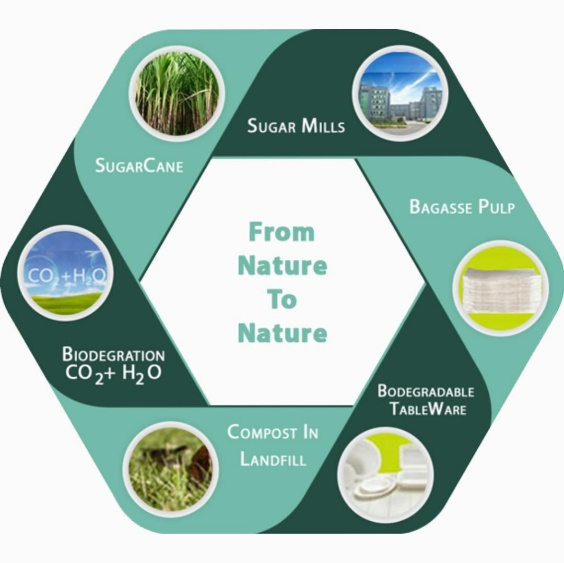 SugarCane
Sugar Mills
Bagasse Pulp
Bodegradable
TableWare
Compost In
Landfill
Biodegration
CO2+ H2O
CO2+H2O
From
Nature
To
Nature